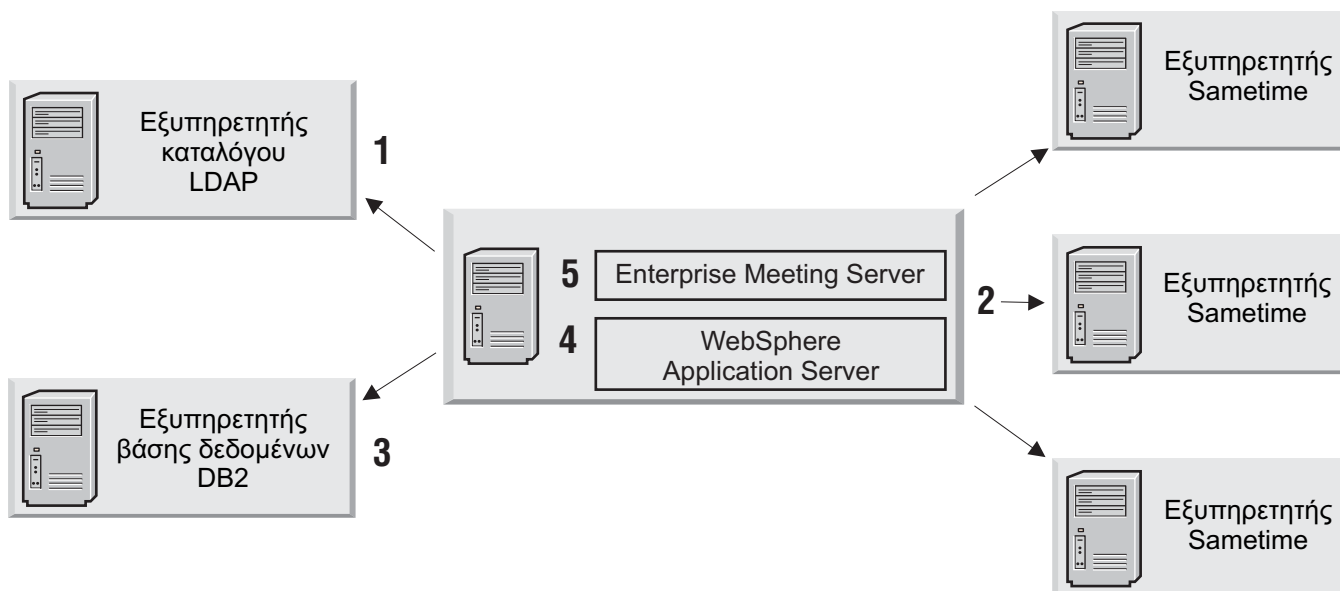 Εξυπηρετητής
καταλόγου
LDAP
1
Εξυπηρετητής
βάσης δεδομένων
DB2
3
5
Enterprise Meeting Server
4
WebSphere
Application Server
2
Εξυπηρετητής
Sametime
Εξυπηρετητής
Sametime
Εξυπηρετητής
Sametime